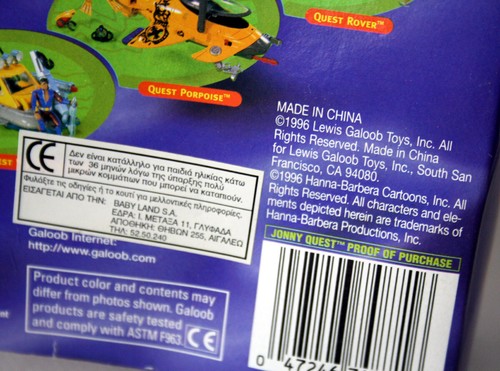 QUEST ROVER™
QUEST PORPOISE™
MADE IN CHINA
©1996 Lewis Galoob Toys, Inc. All
Rights Reserved. Made in China
for Lewis Galoob Toys, Inc., South San
Francisco, CA 94080.
©1996 Hanna-Barbera Cartoons, Inc. All
Rights Reserved. All characters and ele-
ments depicted herein are trademarks of
Hanna-Barbera Productions, Inc.
JONNY QUEST™ PROOF OF PURCHASE
0 47246
CE
Δεν είναι κατάλληλο για παιδιά ηλικίας κάτω
των 36 μηνών λόγω της ύπαρξης πολύ
μικρών κομματιών που μπορεί να καταπιούν.
Φυλάξτε τις οδηγίες ή το κουτί για μελλοντικές πληροφορίες.
ΕΙΣΑΓΕΤΑΙ ΑΠΟ ΤΗΝ: BABY LAND S.A.
ΕΔΡΑ: Ι. ΜΕΤΑΞΑ 11, ΓΛΥΦΑΔΑ
ΑΠΟΘΗΚΗ: ΘΗΒΩΝ 255, ΑΙΓΑΛΕΩ
ΤΗΛ: 52.50.240
Galoob Internet:
http://www.galoob.com
Product color and contents may
differ from photos shown. Galoob
products are safety tested
and comply with ASTM F963.
CE